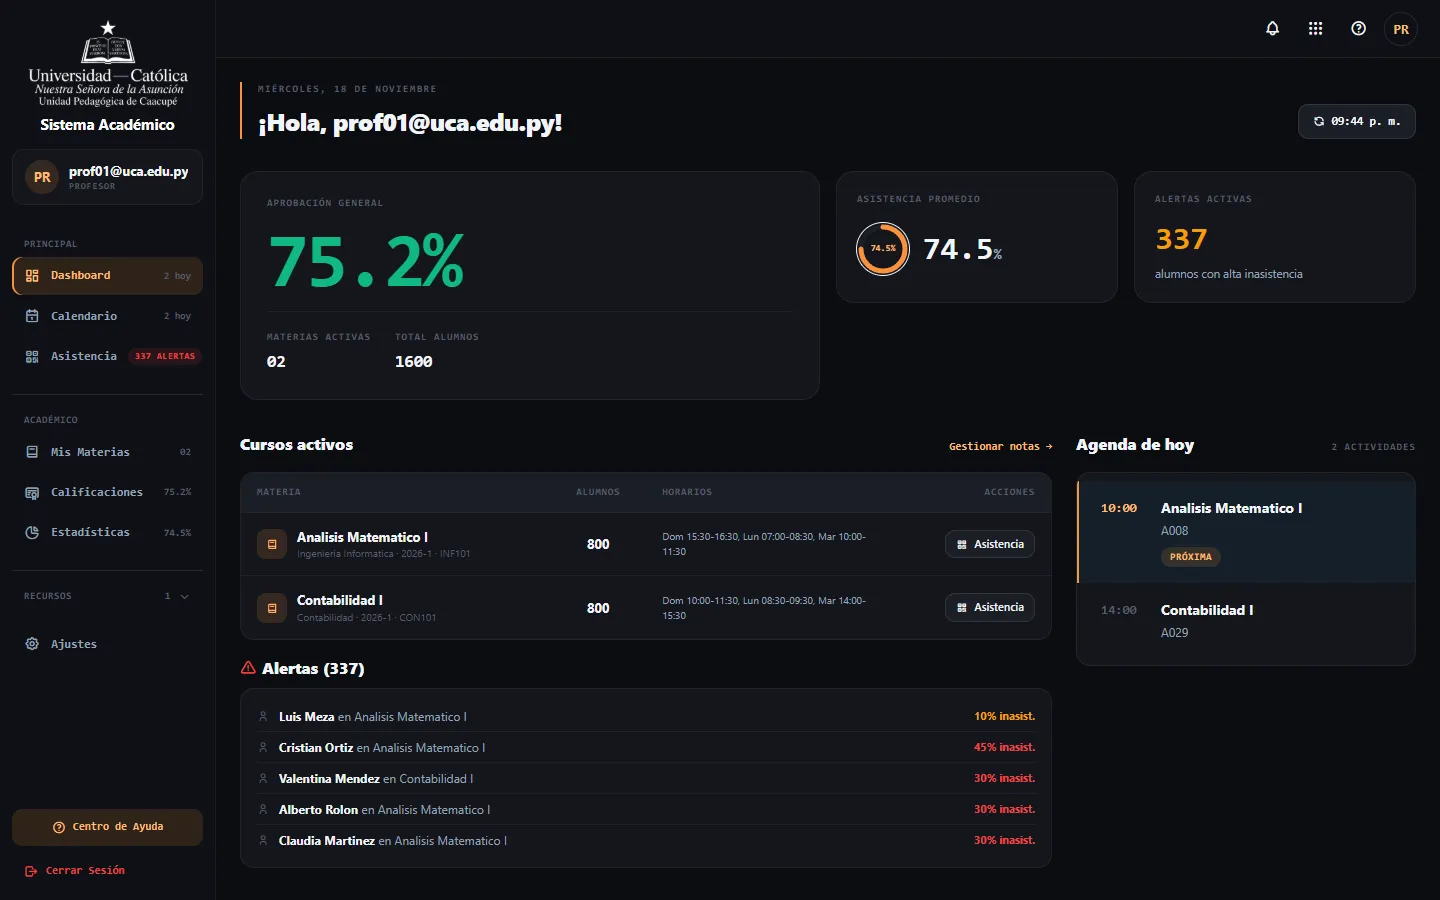 Universidad Católica
Nuestra Señora de la Asunción
Unidad Pedagógica de Caacupé
Sistema Académico
PR
prof01@uca.edu.py
PROFESOR
PRINCIPAL
Dashboard 2 hoy
Calendario 2 hoy
Asistencia 337 ALERTAS
ACADÉMICO
Mis Materias 02
Calificaciones 75.2%
Estadísticas 74.5%
RECURSOS 1
Ajustes
Centro de Ayuda
Cerrar Sesión
PR
MIÉRCOLES, 18 DE NOVIEMBRE
¡Hola, prof01@uca.edu.py!
09:44 p. m.
APROBACIÓN GENERAL
75.2%
MATERIAS ACTIVAS TOTAL ALUMNOS
02 1600
ASISTENCIA PROMEDIO
74.5% 74.5%
ALERTAS ACTIVAS
337
alumnos con alta inasistencia
Cursos activos Gestionar notas →
MATERIA ALUMNOS HORARIOS ACCIONES
Analisis Matematico I
Ingenieria Informatica · 2026-1 · INF101
800
Dom 15:30-16:30, Lun 07:00-08:30, Mar 10:00-
11:30
Asistencia
Contabilidad I
Contabilidad · 2026-1 · CON101
800
Dom 10:00-11:30, Lun 08:30-09:30, Mar 14:00-
15:30
Asistencia
Alertas (337)
Luis Meza en Analisis Matematico I 10% inasist.
Cristian Ortiz en Analisis Matematico I 45% inasist.
Valentina Mendez en Contabilidad I 30% inasist.
Alberto Rolon en Analisis Matematico I 30% inasist.
Claudia Martinez en Analisis Matematico I 30% inasist.
Agenda de hoy 2 ACTIVIDADES
10:00 Analisis Matematico I
A008
PRÓXIMA
14:00 Contabilidad I
A029